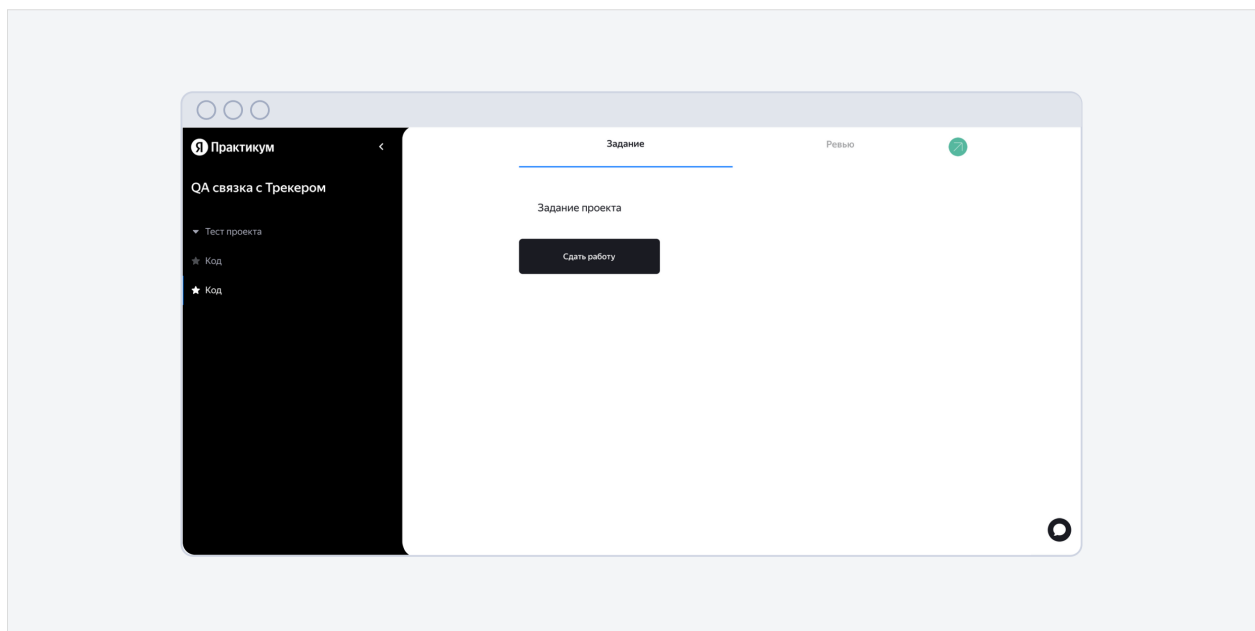 Я Практикум
QA связка с Трекером
Тест проекта
Код
Код
Задание
Ревью
Задание проекта
Сдать работу